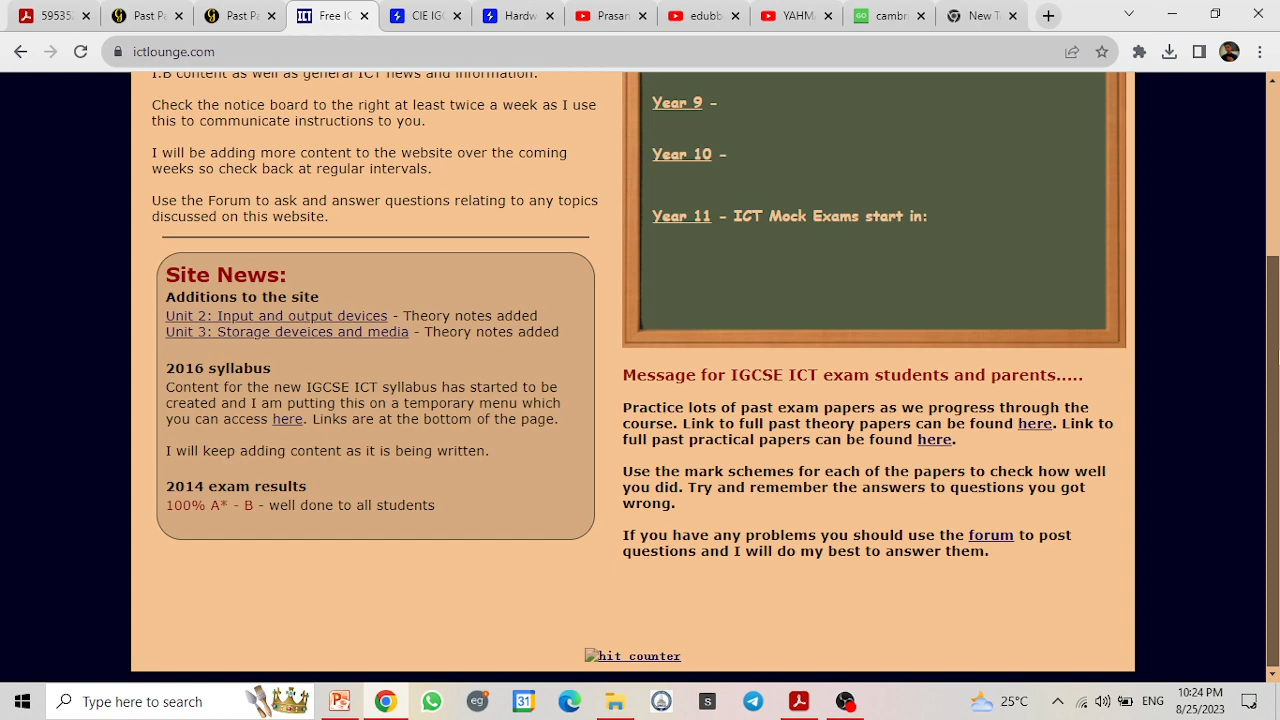 59535
Past
Past P
Free IC
CIE IG
Hardw
Prasan
edubi
YAHM
cambr
New T
ictlounge.com
I.B content as well as general ICT news and information.
Check the notice board to the right at least twice a week as I use
this to communicate instructions to you.
I will be adding more content to the website over the coming
weeks so check back at regular intervals.
Use the Forum to ask and answer questions relating to any topics
discussed on this website.
Site News:
Additions to the site
Unit 2: Input and output devices - Theory notes added
Unit 3: Storage deveices and media - Theory notes added
2016 syllabus
Content for the new IGCSE ICT syllabus has started to be
created and I am putting this on a temporary menu which
you can access here. Links are at the bottom of the page.
I will keep adding content as it is being written.
2014 exam results
100% A* - B - well done to all students
Year 9 -
Year 10 -
Year 11 - ICT Mock Exams start in:
Message for IGCSE ICT exam students and parents.....
Practice lots of past exam papers as we progress through the
course. Link to full past theory papers can be found here. Link to
full past practical papers can be found here.
Use the mark schemes for each of the papers to check how well
you did. Try and remember the answers to questions you got
wrong.
If you have any problems you should use the forum to post
questions and I will do my best to answer them.
hit counter
Type here to search
25°C
ENG
10:24 PM
8/25/2023